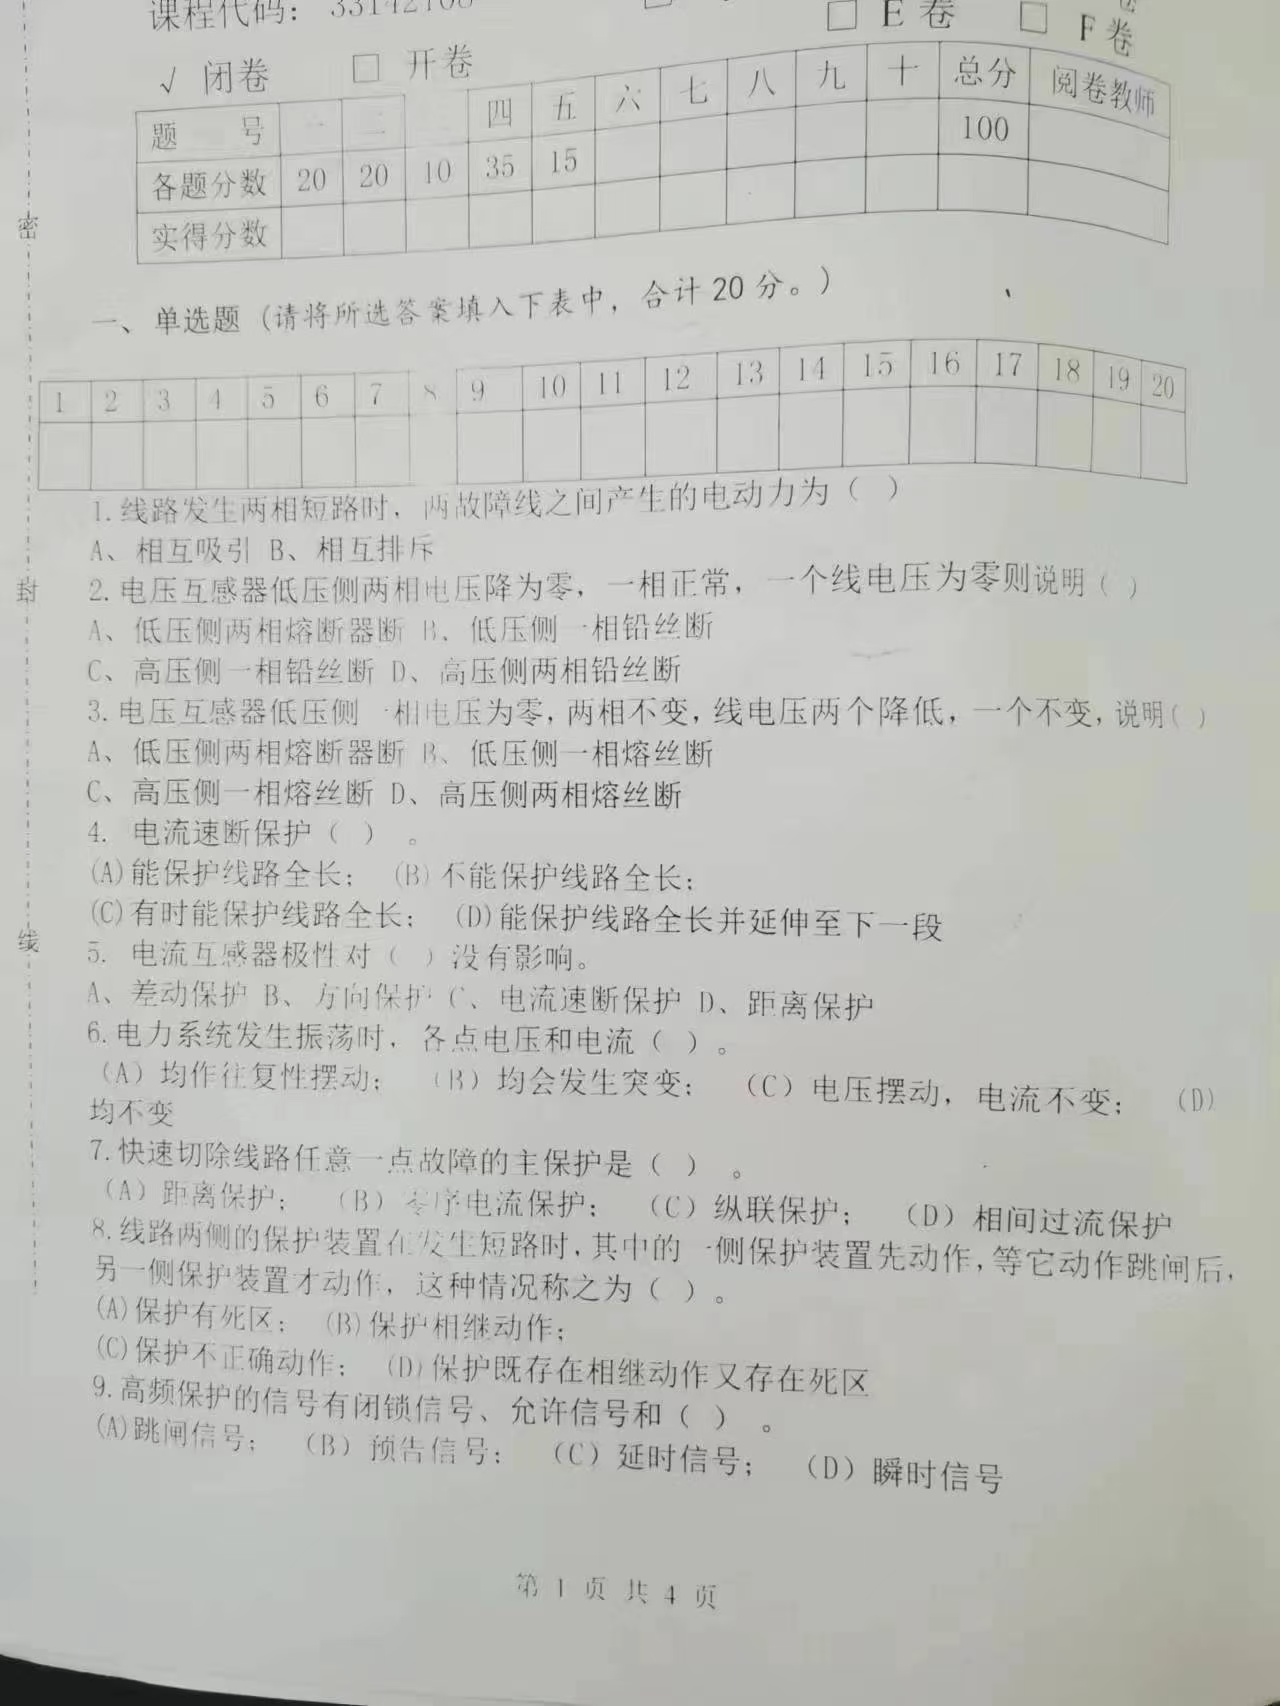 课程代码：33142108
□ E 卷 □ F 卷
√ 闭卷 □ 开卷
题 号 一 二 三 四 五 六 七 八 九 十 总分 阅卷教师
各题分数 20 20 10 35 15 100
实得分数
一、单选题（请将所选答案填入下表中，合计20分。）
1 2 3 4 5 6 7 8 9 10 11 12 13 14 15 16 17 18 19 20
1.线路发生两相短路时，两故障线之间产生的电动力为（ ）
A、相互吸引 B、相互排斥
2.电压互感器低压侧两相电压降为零，一相正常，一个线电压为零则说明（ ）
A、低压侧两相熔断器断 B、低压侧一相铅丝断
C、高压侧一相铅丝断 D、高压侧两相铅丝断
3.电压互感器低压侧一相电压为零，两相不变，线电压两个降低，一个不变，说明（ ）
A、低压侧两相熔断器断 B、低压侧一相熔丝断
C、高压侧一相熔丝断 D、高压侧两相熔丝断
4. 电流速断保护（ ）。
(A)能保护线路全长； (B)不能保护线路全长；
(C)有时能保护线路全长； (D)能保护线路全长并延伸至下一段
5. 电流互感器极性对（ ）没有影响。
A、差动保护 B、方向保护 C、电流速断保护 D、距离保护
6.电力系统发生振荡时，各点电压和电流（ ）。
（A）均作往复性摆动； （B）均会发生突变； （C）电压摆动，电流不变； （D）
均不变
7.快速切除线路任意一点故障的主保护是（ ）。
（A）距离保护； （B）零序电流保护； （C）纵联保护； （D）相间过流保护
8.线路两侧的保护装置在发生短路时，其中的一侧保护装置先动作，等它动作跳闸后，
另一侧保护装置才动作，这种情况称之为（ ）。
(A)保护有死区； (B)保护相继动作；
(C)保护不正确动作； (D)保护既存在相继动作又存在死区
9.高频保护的信号有闭锁信号、允许信号和（ ）。
(A)跳闸信号； （B）预告信号； （C）延时信号； （D）瞬时信号
第 1 页 共 4 页
密
封
线